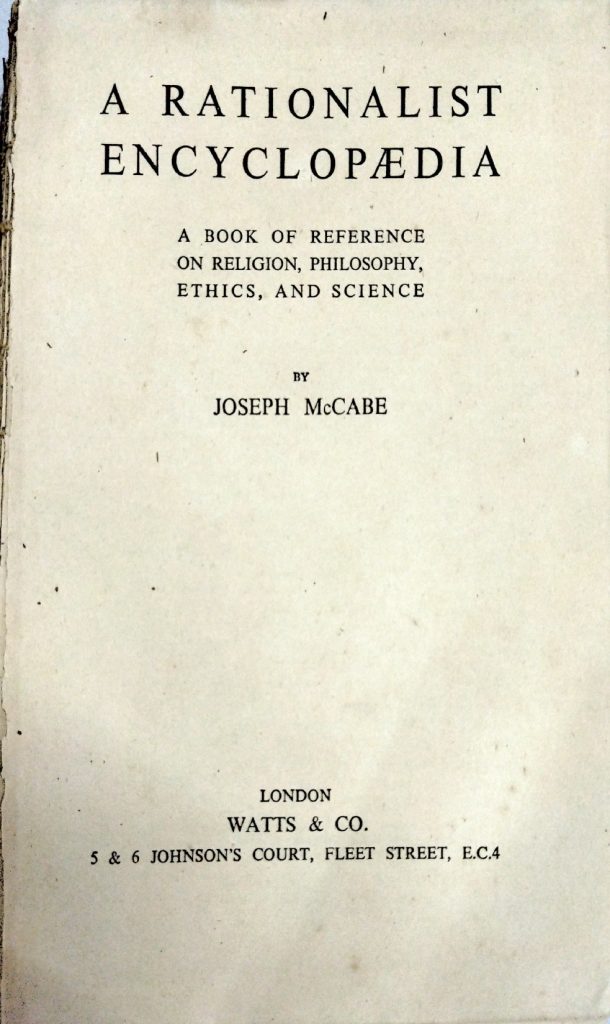 A RATIONALIST
ENCYCLOPÆDIA
A BOOK OF REFERENCE
ON RELIGION, PHILOSOPHY,
ETHICS, AND SCIENCE
BY
JOSEPH McCABE
LONDON
WATTS & CO.
5 & 6 JOHNSON'S COURT, FLEET STREET, E.C.4